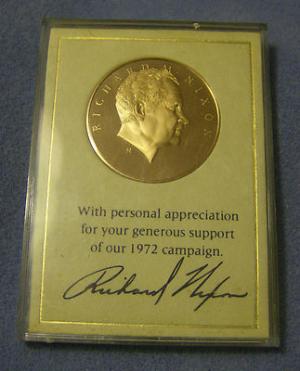 RICHARD M. NIXON
With personal appreciation
for your generous support
of our 1972 campaign.
Richard Nixon